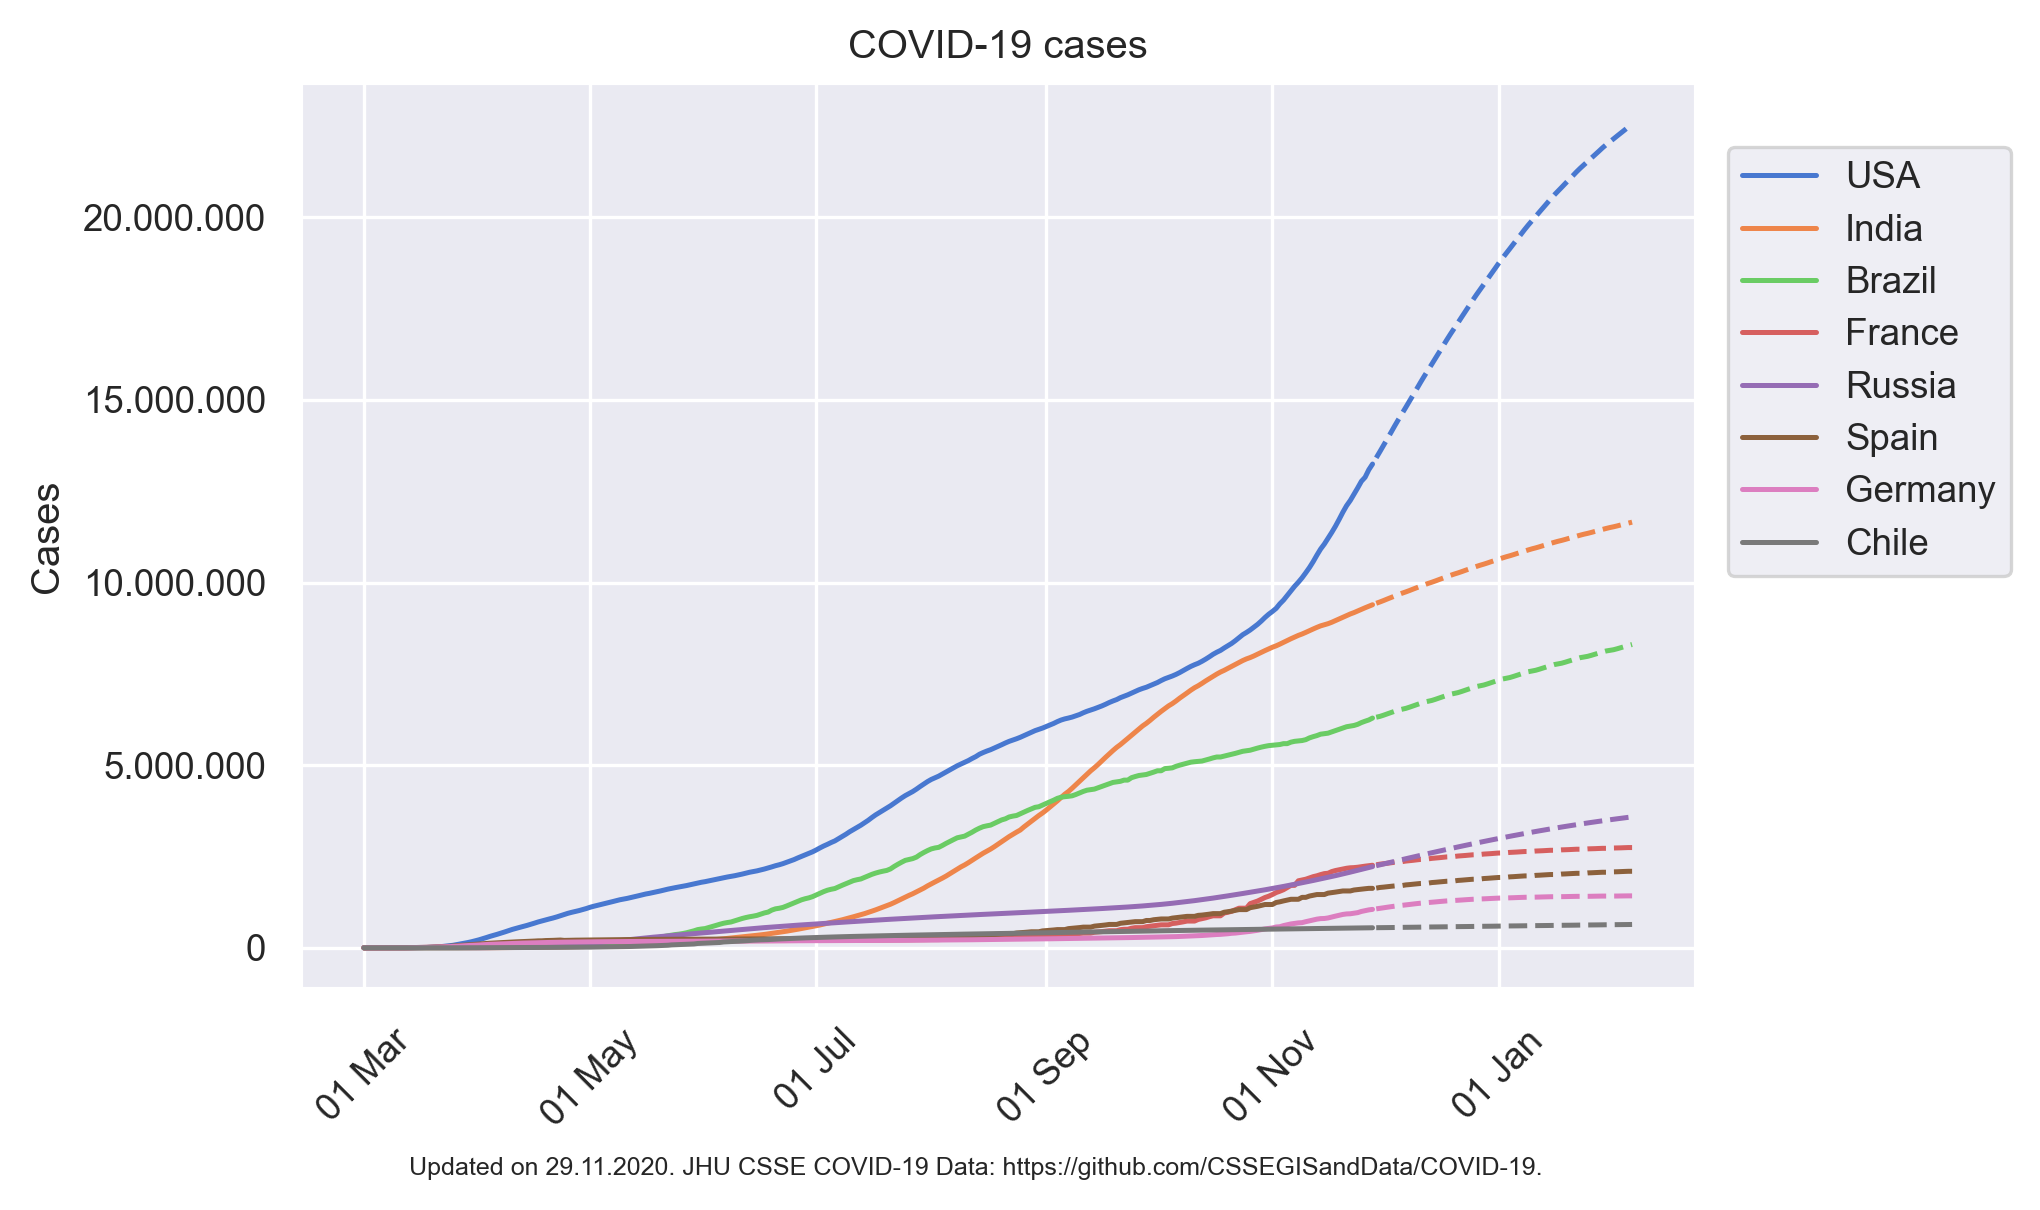 COVID-19 cases
20.000.000
15.000.000
10.000.000
5.000.000
0
Cases
01 Mar
01 May
01 Jul
01 Sep
01 Nov
01 Jan
USA
India
Brazil
France
Russia
Spain
Germany
Chile
Updated on 29.11.2020. JHU CSSE COVID-19 Data: https://github.com/CSSEGISandData/COVID-19.